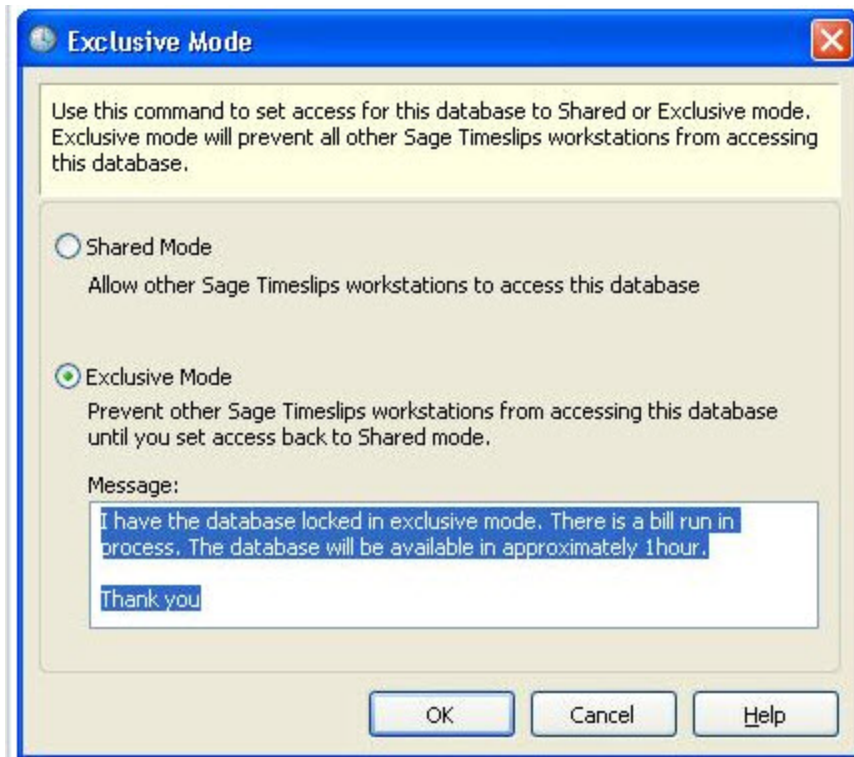 Exclusive Mode
Use this command to set access for this database to Shared or Exclusive mode.
Exclusive mode will prevent all other Sage Timeslips workstations from accessing
this database.
Shared Mode
Allow other Sage Timeslips workstations to access this database
Exclusive Mode
Prevent other Sage Timeslips workstations from accessing this database
until you set access back to Shared mode.
Message:
I have the database locked in exclusive mode. There is a bill run in
process. The database will be available in approximately 1hour.
Thank you
OK
Cancel
Help